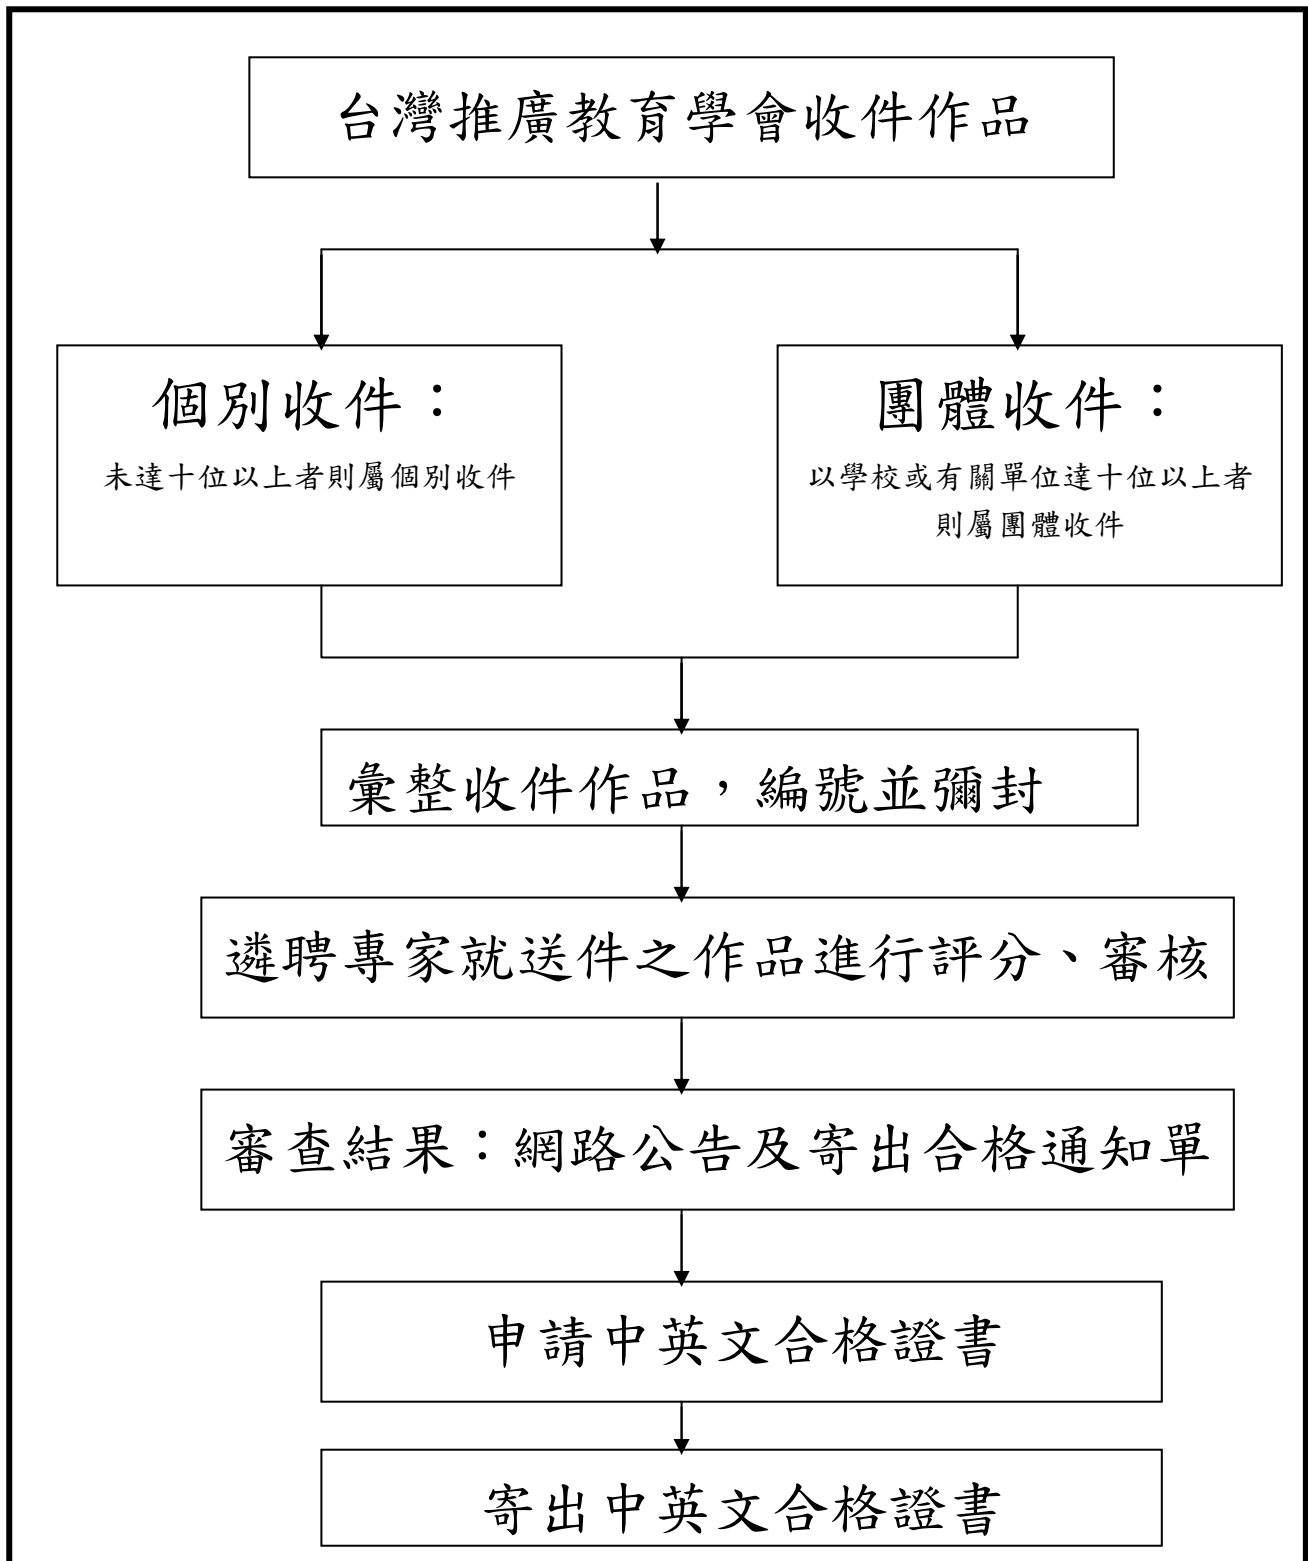 台灣推廣教育學會收件作品
個別收件：
未達十位以上者則屬個別收件
團體收件：
以學校或有關單位達十位以上者
則屬團體收件
彙整收件作品，編號並彌封
遴聘專家就送件之作品進行評分、審核
審查結果：網路公告及寄出合格通知單
申請中英文合格證書
寄出中英文合格證書